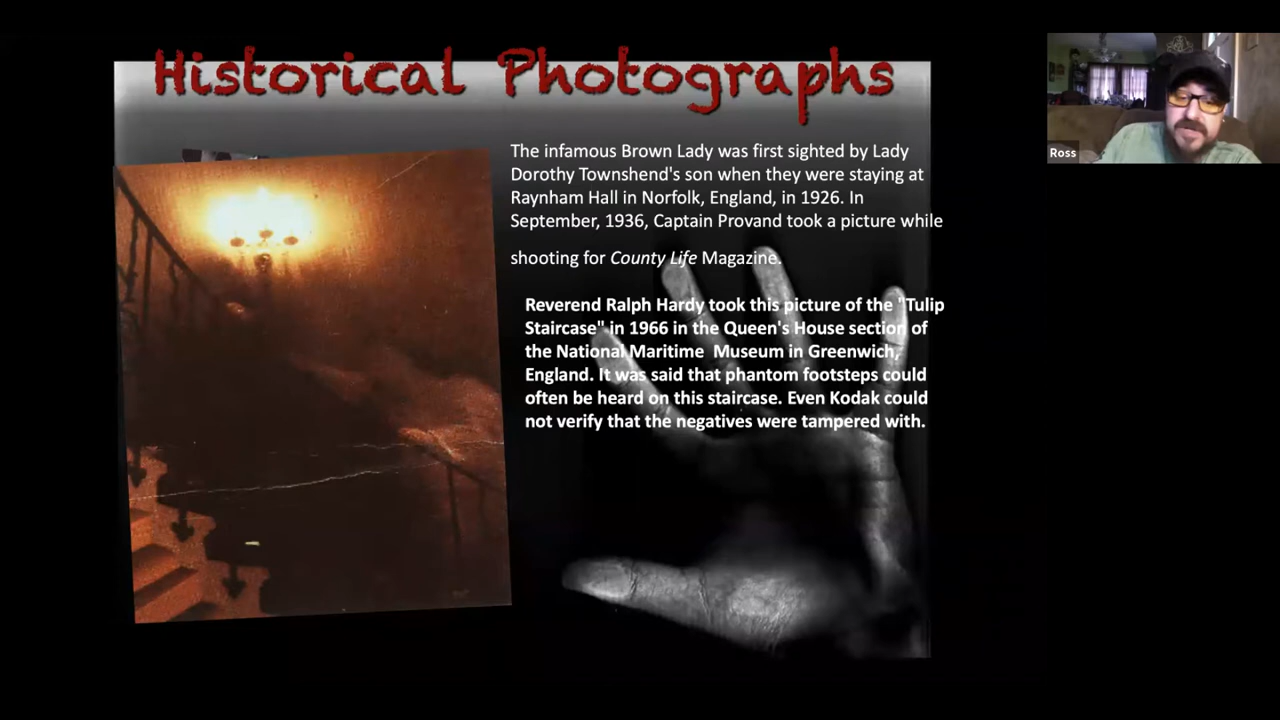 Historical Photographs
The infamous Brown Lady was first sighted by Lady
Dorothy Townshend's son when they were staying at
Raynham Hall in Norfolk, England, in 1926. In
September, 1936, Captain Provand took a picture while
shooting for County Life Magazine.
Reverend Ralph Hardy took this picture of the "Tulip
Staircase" in 1966 in the Queen's House section of
the National Maritime Museum in Greenwich,
England. It was said that phantom footsteps could
often be heard on this staircase. Even Kodak could
not verify that the negatives were tampered with.
Ross